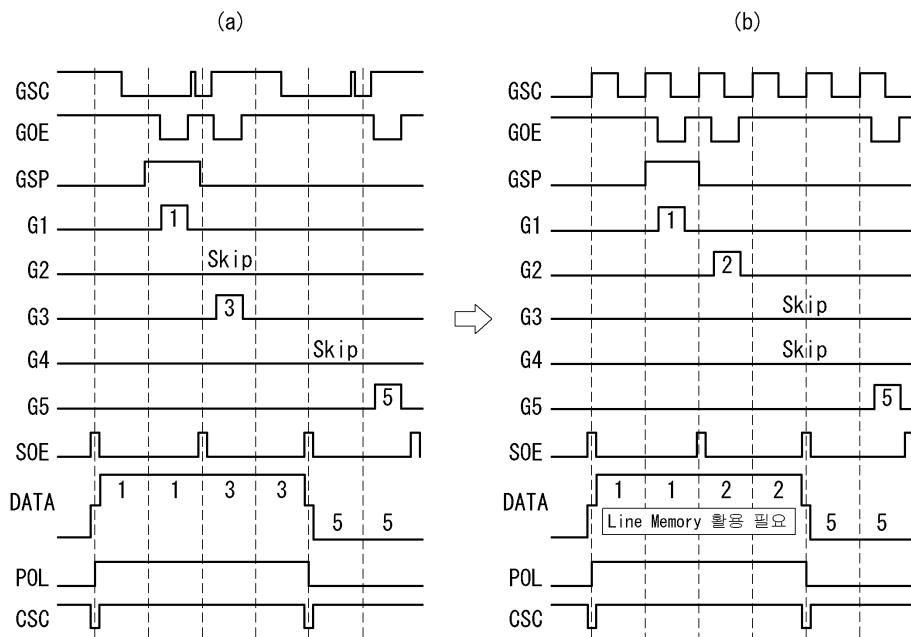 (a)
GSC
GOE
GSP
G1
1
G2
Skip
G3
3
G4
Skip
G5
5
SOE
DATA
1 1 3 3
5 5
POL
CSC
(b)
GSC
GOE
GSP
G1
1
G2
2
G3
Skip
G4
Skip
G5
5
SOE
DATA
1 1 2 2
Line Memory 활용 필요
5 5
POL
CSC